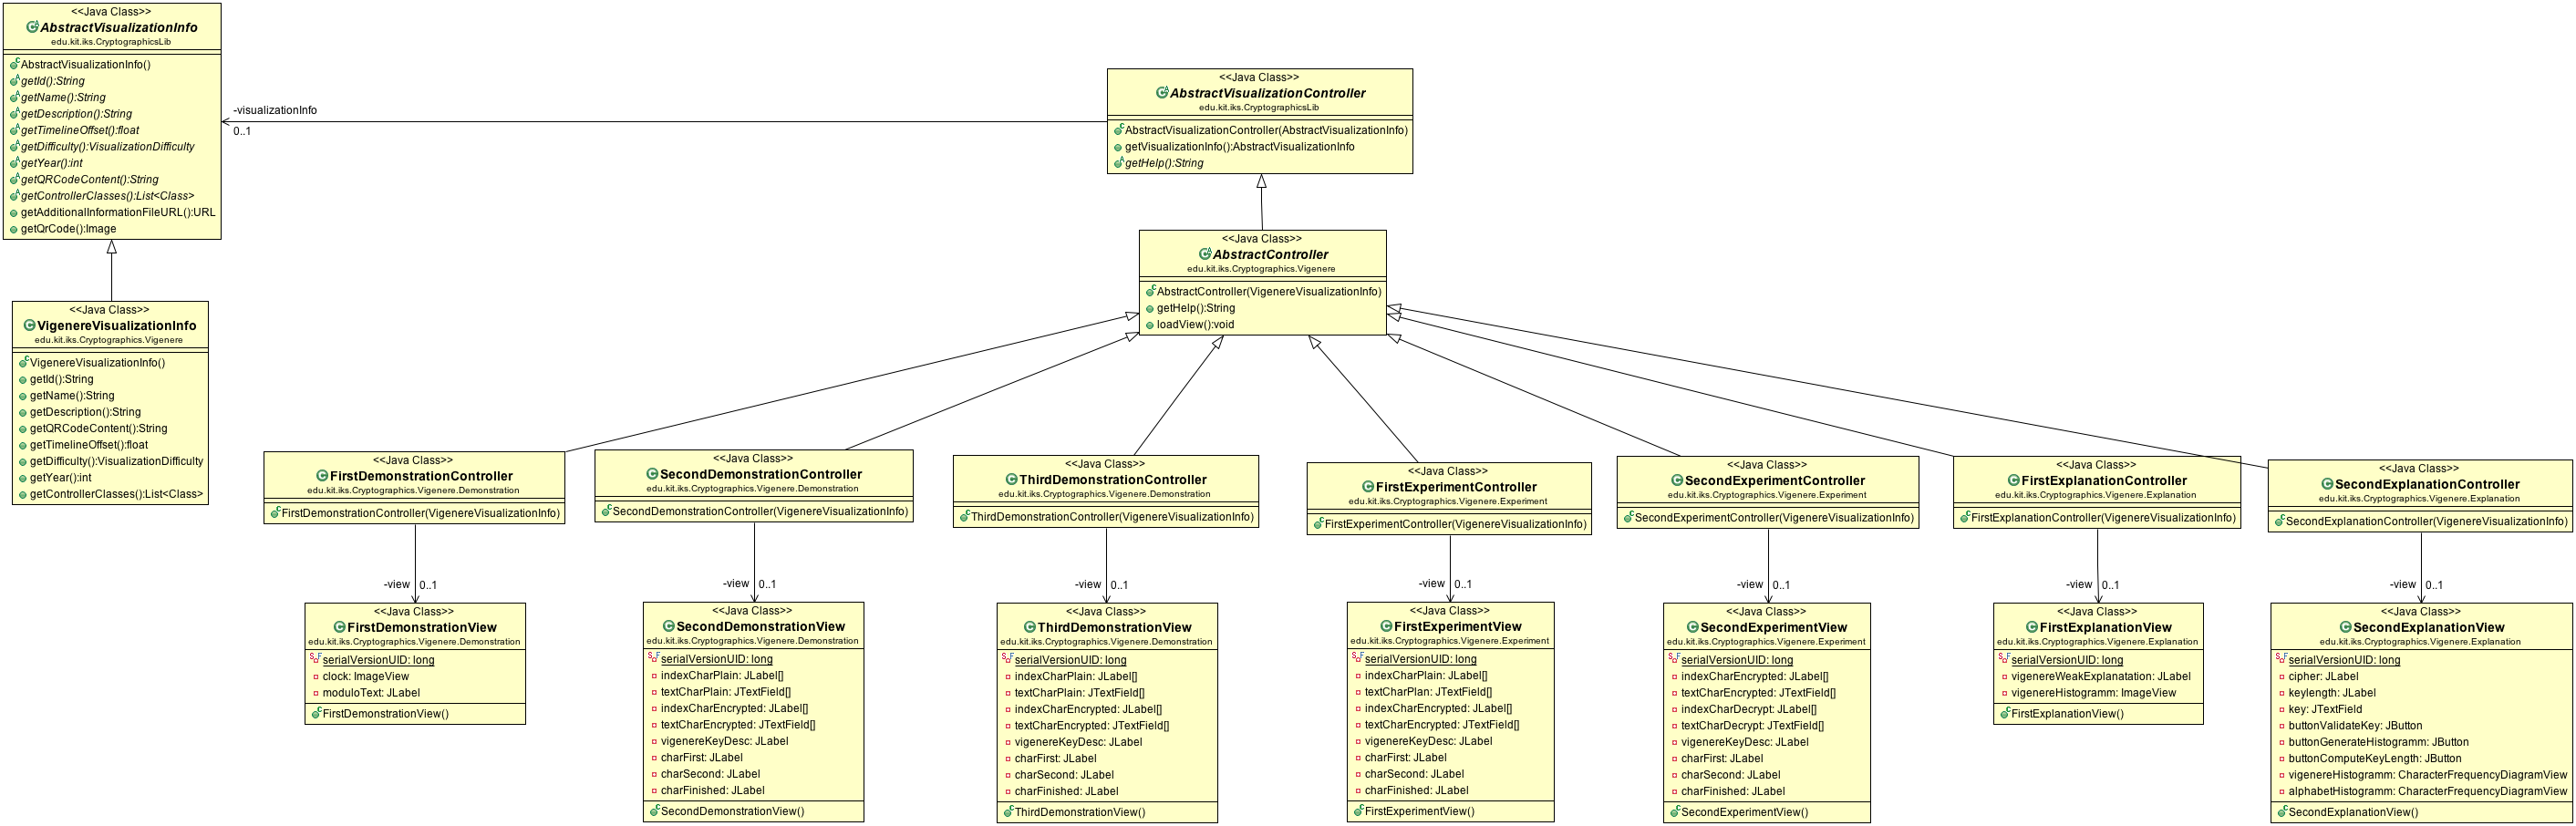 <<Java Class>>
AbstractVisualizationInfo
edu.kit.iks.CryptographicsLib
AbstractVisualizationInfo()
getId():String
getName():String
getDescription():String
getTimelineOffset():float
getDifficulty():VisualizationDifficulty
getYear():int
getQRCodeContent():String
getControllerClasses():List<Class>
getAdditionalInformationFileURL():URL
getQrCode():Image
-visualizationInfo
0..1
<<Java Class>>
AbstractVisualizationController
edu.kit.iks.CryptographicsLib
AbstractVisualizationController(AbstractVisualizationInfo)
getVisualizationInfo():AbstractVisualizationInfo
getHelp():String
<<Java Class>>
AbstractController
edu.kit.iks.Cryptographics.Vigenere
AbstractController(VigenereVisualizationInfo)
getHelp():String
loadView():void
<<Java Class>>
VigenereVisualizationInfo
edu.kit.iks.Cryptographics.Vigenere
VigenereVisualizationInfo()
getId():String
getName():String
getDescription():String
getQRCodeContent():String
getTimelineOffset():float
getDifficulty():VisualizationDifficulty
getYear():int
getControllerClasses():List<Class>
<<Java Class>>
FirstDemonstrationController
edu.kit.iks.Cryptographics.Vigenere.Demonstration
FirstDemonstrationController(VigenereVisualizationInfo)
<<Java Class>>
SecondDemonstrationController
edu.kit.iks.Cryptographics.Vigenere.Demonstration
SecondDemonstrationController(VigenereVisualizationInfo)
<<Java Class>>
ThirdDemonstrationController
edu.kit.iks.Cryptographics.Vigenere.Demonstration
ThirdDemonstrationController(VigenereVisualizationInfo)
<<Java Class>>
FirstExperimentController
edu.kit.iks.Cryptographics.Vigenere.Experiment
FirstExperimentController(VigenereVisualizationInfo)
<<Java Class>>
SecondExperimentController
edu.kit.iks.Cryptographics.Vigenere.Experiment
SecondExperimentController(VigenereVisualizationInfo)
<<Java Class>>
FirstExplanationController
edu.kit.iks.Cryptographics.Vigenere.Explanation
FirstExplanationController(VigenereVisualizationInfo)
<<Java Class>>
SecondExplanationController
edu.kit.iks.Cryptographics.Vigenere.Explanation
SecondExplanationController(VigenereVisualizationInfo)
-view 0..1
-view 0..1
-view 0..1
-view 0..1
-view 0..1
-view 0..1
-view 0..1
<<Java Class>>
FirstDemonstrationView
edu.kit.iks.Cryptographics.Vigenere.Demonstration
serialVersionUID: long
clock: ImageView
moduloText: JLabel
FirstDemonstrationView()
<<Java Class>>
SecondDemonstrationView
edu.kit.iks.Cryptographics.Vigenere.Demonstration
serialVersionUID: long
indexCharPlain: JLabel[]
textCharPlain: JTextField[]
indexCharEncrypted: JLabel[]
textCharEncrypted: JTextField[]
vigenereKeyDesc: JLabel
charFirst: JLabel
charSecond: JLabel
charFinished: JLabel
SecondDemonstrationView()
<<Java Class>>
ThirdDemonstrationView
edu.kit.iks.Cryptographics.Vigenere.Demonstration
serialVersionUID: long
indexCharPlain: JLabel[]
textCharPlain: JTextField[]
indexCharEncrypted: JLabel[]
textCharEncrypted: JTextField[]
vigenereKeyDesc: JLabel
charFirst: JLabel
charSecond: JLabel
charFinished: JLabel
ThirdDemonstrationView()
<<Java Class>>
FirstExperimentView
edu.kit.iks.Cryptographics.Vigenere.Experiment
serialVersionUID: long
indexCharPlain: JLabel[]
textCharPlan: JTextField[]
indexCharEncrypted: JLabel[]
textCharEncrypted: JTextField[]
vigenereKeyDesc: JLabel
charFirst: JLabel
charSecond: JLabel
charFinished: JLabel
FirstExperimentView()
<<Java Class>>
SecondExperimentView
edu.kit.iks.Cryptographics.Vigenere.Experiment
serialVersionUID: long
indexCharEncrypted: JLabel[]
textCharEncrypted: JTextField[]
indexCharDecrypt: JLabel[]
textCharDecrypt: JTextField[]
vigenereKeyDesc: JLabel
charFirst: JLabel
charSecond: JLabel
charFinished: JLabel
SecondExperimentView()
<<Java Class>>
FirstExplanationView
edu.kit.iks.Cryptographics.Vigenere.Explanation
serialVersionUID: long
vigenereWeakExplanatation: JLabel
vigenereHistogramm: ImageView
FirstExplanationView()
<<Java Class>>
SecondExplanationView
edu.kit.iks.Cryptographics.Vigenere.Explanation
serialVersionUID: long
cipher: JLabel
keylength: JLabel
key: JTextField
buttonValidateKey: JButton
buttonGenerateHistogramm: JButton
buttonComputeKeyLength: JButton
vigenereHistogramm: CharacterFrequencyDiagramView
alphabetHistogramm: CharacterFrequencyDiagramView
SecondExplanationView()